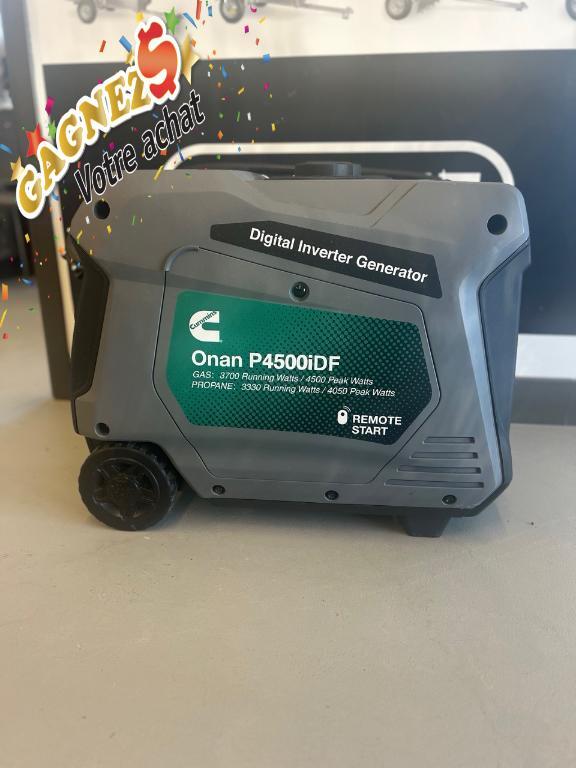 GAGNEZ$
Votre achat
Digital Inverter Generator
Cummins
Onan P4500iDF
GAS: 3700 Running Watts / 4500 Peak Watts
PROPANE: 3330 Running Watts / 4050 Peak Watts
REMOTE
START